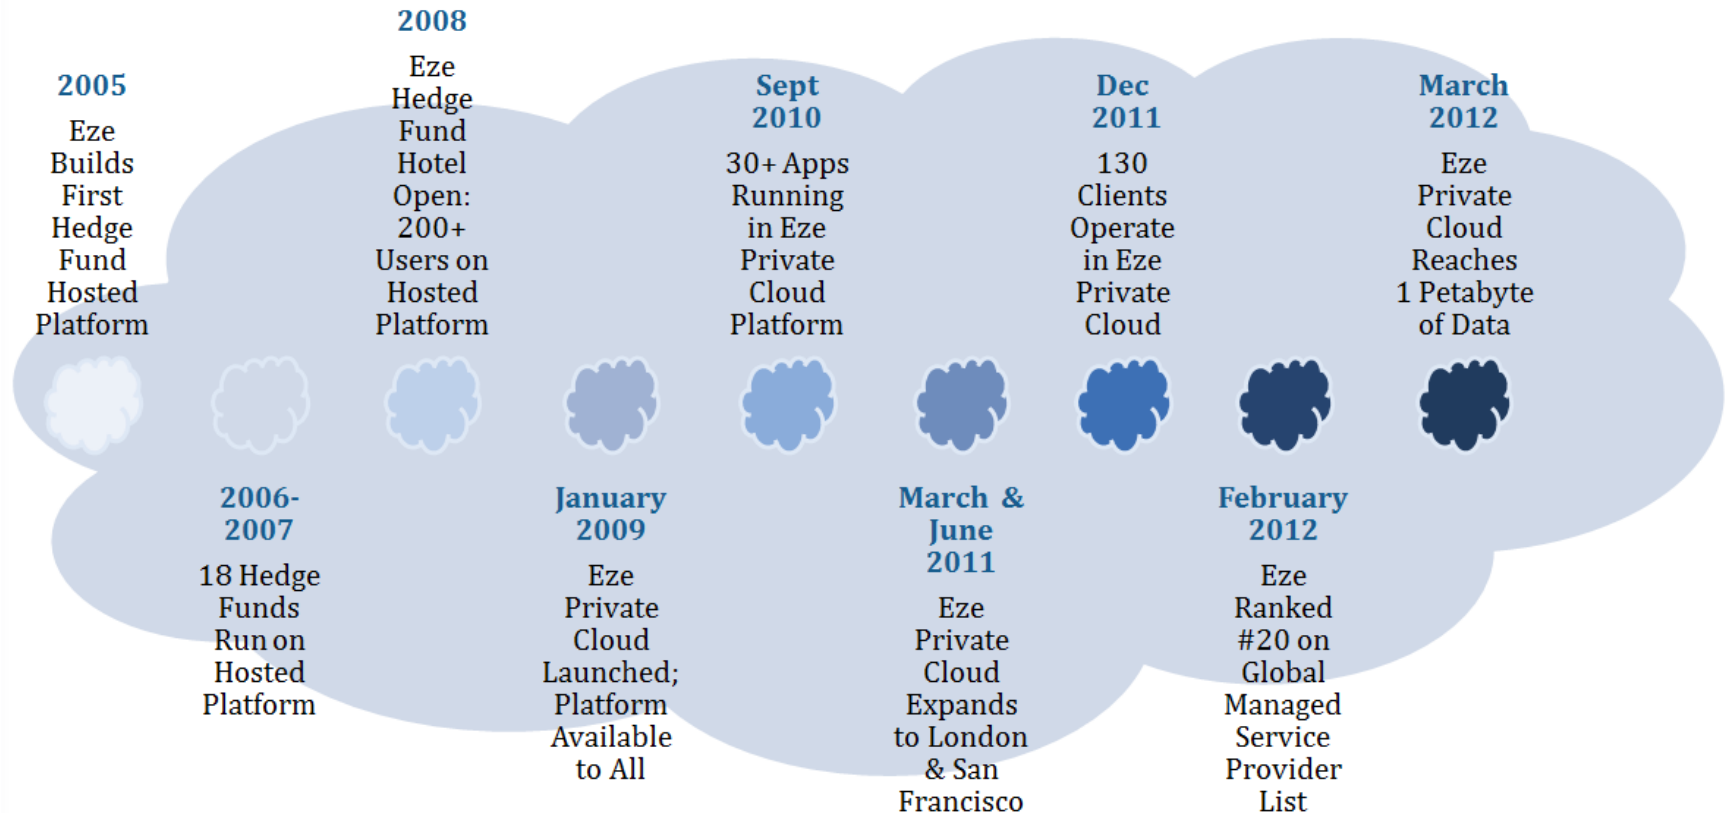 2005
Eze
Builds
First
Hedge
Fund
Hosted
Platform
2006-
2007
18 Hedge
Funds
Run on
Hosted
Platform
2008
Eze
Hedge
Fund
Hotel
Open:
200+
Users on
Hosted
Platform
January
2009
Eze
Private
Cloud
Launched;
Platform
Available
to All
Sept
2010
30+ Apps
Running
in Eze
Private
Cloud
Platform
March &
June
2011
Eze
Private
Cloud
Expands
to London
& San
Francisco
Dec
2011
130
Clients
Operate
in Eze
Private
Cloud
February
2012
Eze
Ranked
#20 on
Global
Managed
Service
Provider
List
March
2012
Eze
Private
Cloud
Reaches
1 Petabyte
of Data